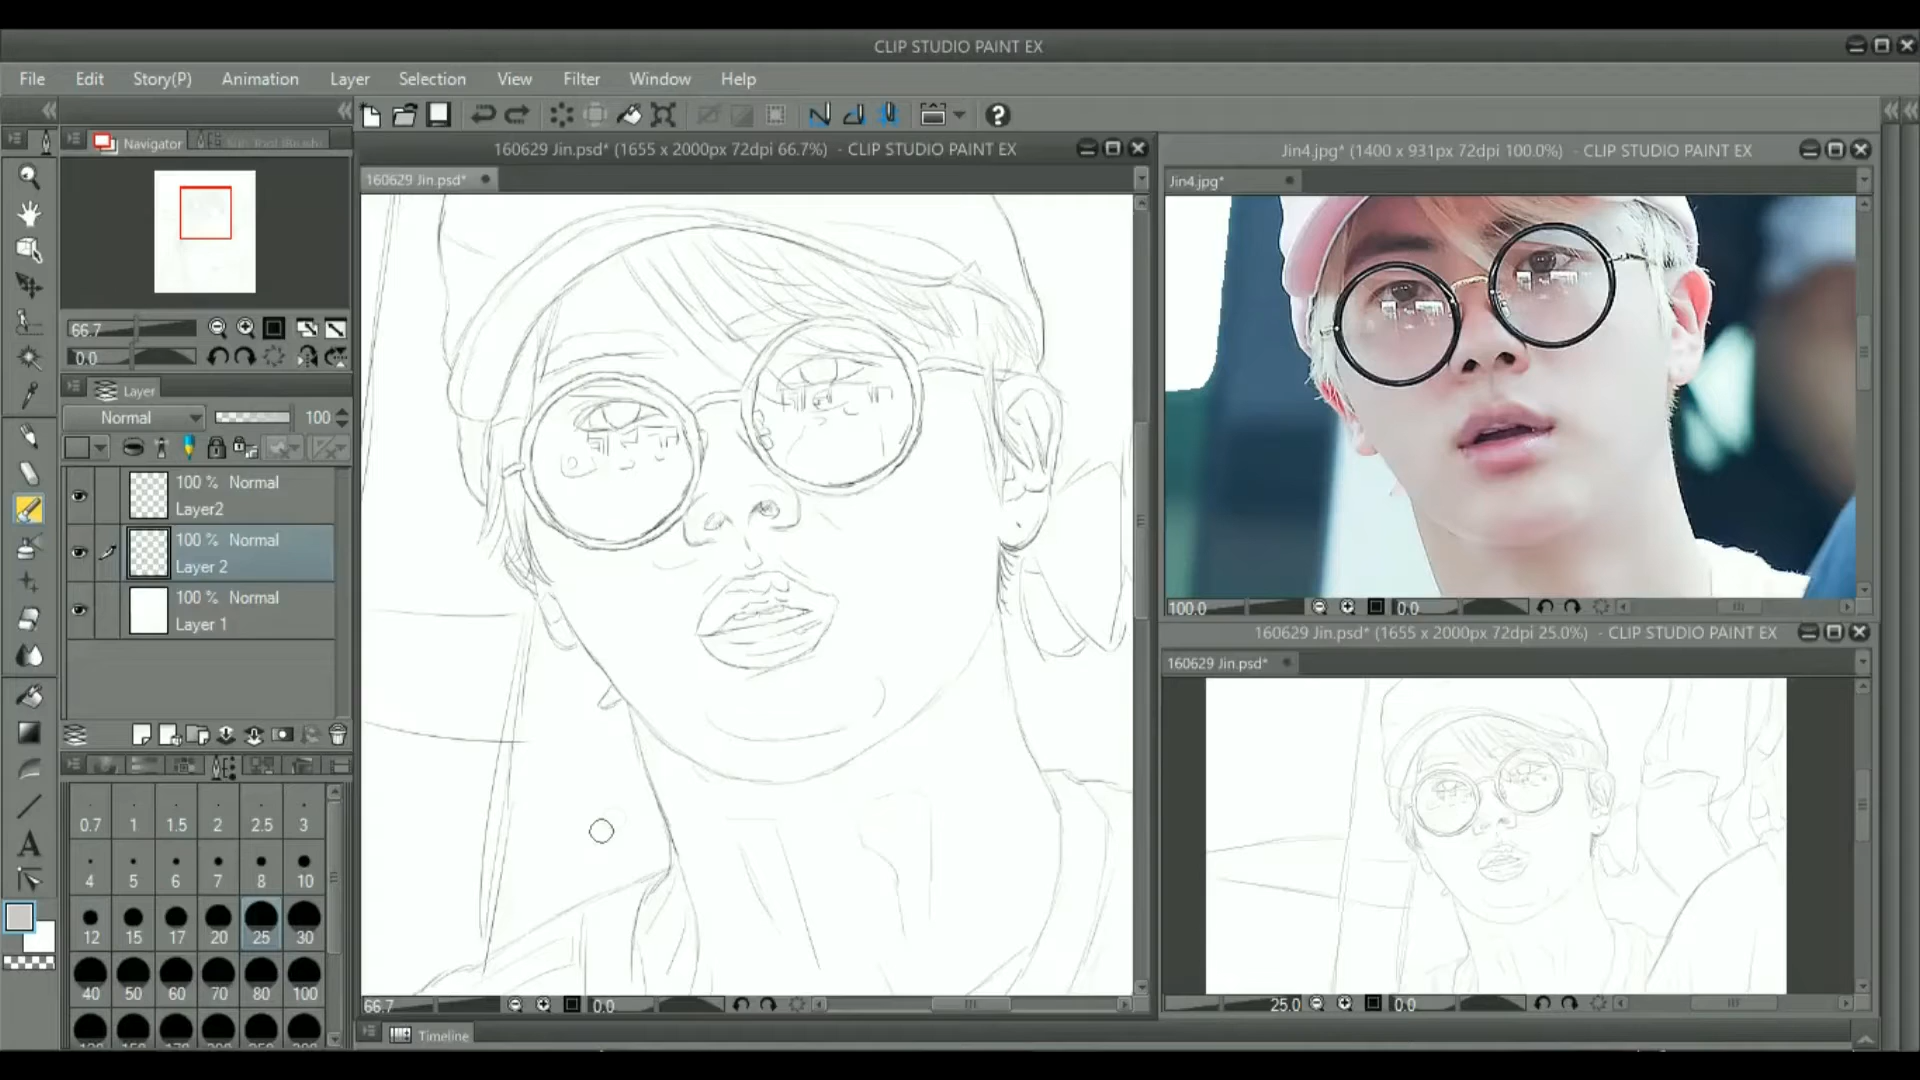 CLIP STUDIO PAINT EX
File Edit Story(P) Animation Layer Selection View Filter Window Help
Navigator
160629 Jin.psd* (1655 x 2000px 72dpi 66.7%) - CLIP STUDIO PAINT EX
160629 Jin.psd*
66.7
0.0
Layer
Normal 100
100 % Normal
Layer2
100 % Normal
Layer 2
100 % Normal
Layer 1
0.7 1 1.5 2 2.5 3
4 5 6 7 8 10
12 15 17 20 25 30
40 50 60 70 80 100
A
66.7 0.0
Timeline
Jin4.jpg* (1400 x 931px 72dpi 100.0%) - CLIP STUDIO PAINT EX
Jin4.jpg*
100.0 0.0
160629 Jin.psd* (1655 x 2000px 72dpi 25.0%) - CLIP STUDIO PAINT EX
160629 Jin.psd*
25.0 0.0